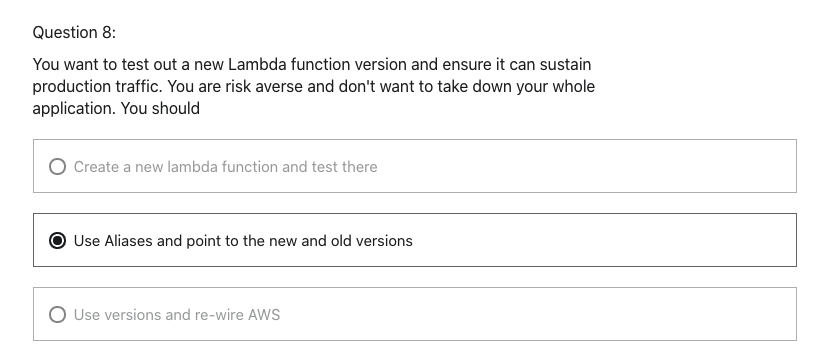 Question 8:
You want to test out a new Lambda function version and ensure it can sustain
production traffic. You are risk averse and don't want to take down your whole
application. You should
Create a new lambda function and test there
Use Aliases and point to the new and old versions
Use versions and re-wire AWS